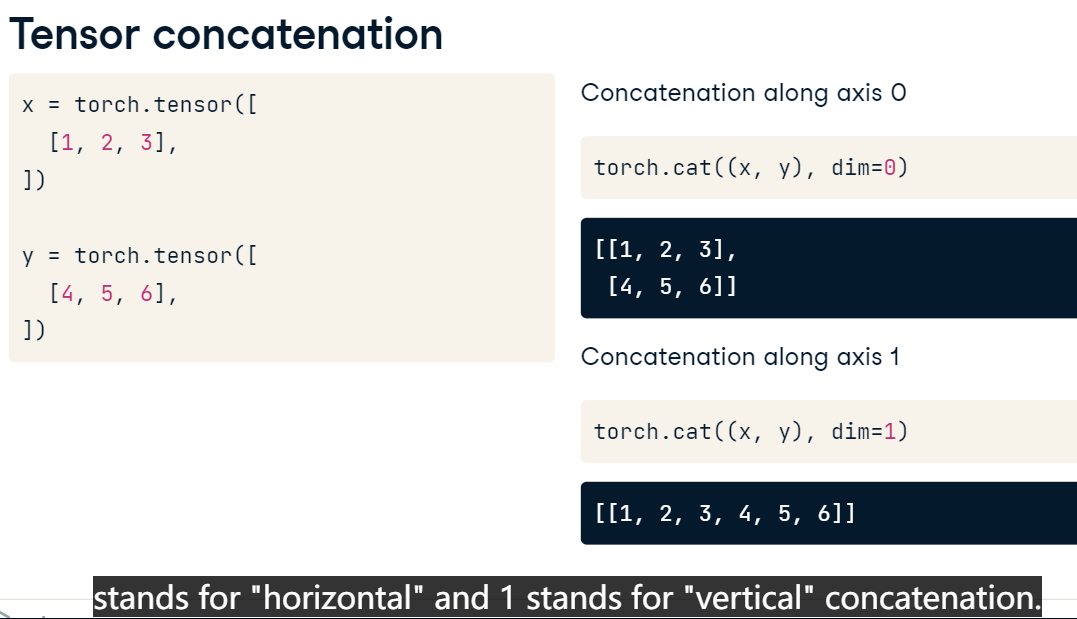 Tensor concatenation
x = torch.tensor([
  [1, 2, 3],
])
y = torch.tensor([
  [4, 5, 6],
])
Concatenation along axis 0
torch.cat((x, y), dim=0)
[[1, 2, 3],
 [4, 5, 6]]
Concatenation along axis 1
torch.cat((x, y), dim=1)
[[1, 2, 3, 4, 5, 6]]
stands for "horizontal" and 1 stands for "vertical" concatenation.